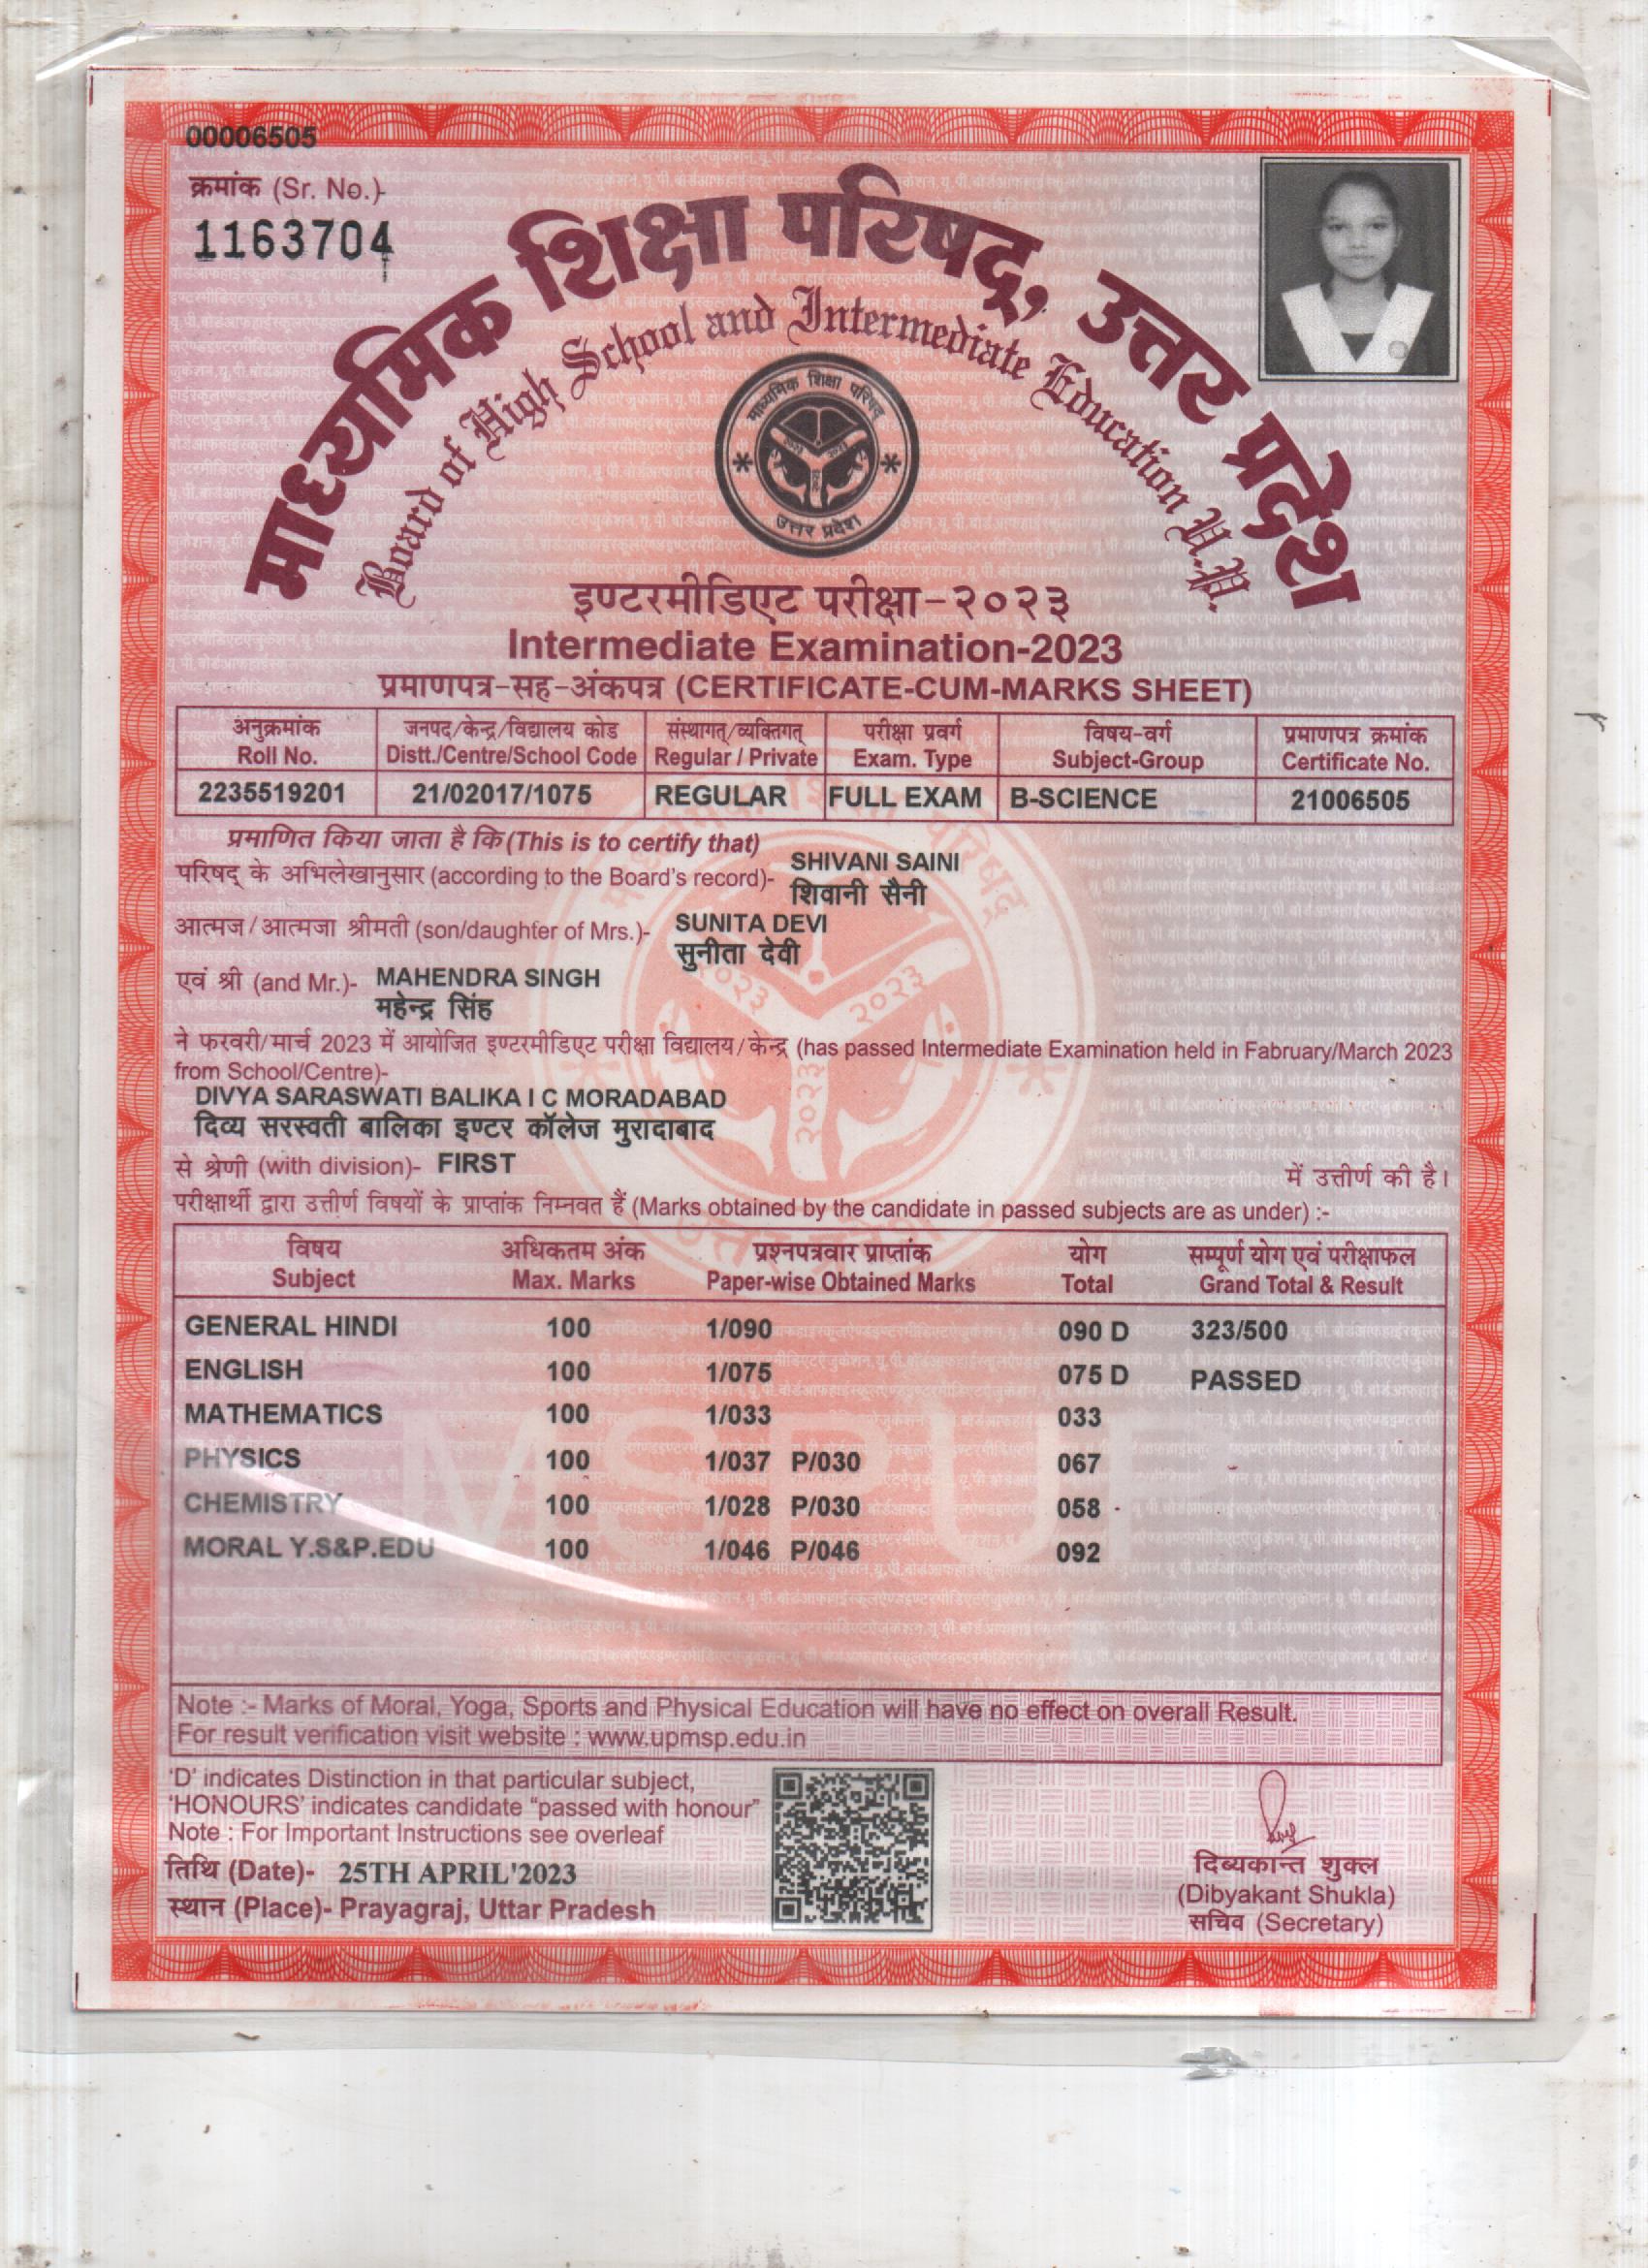 00006505
क्रमांक (Sr. No.)-
1163704
माध्यमिक शिक्षा परिषद्, उत्तर प्रदेश
Board of High School and Intermediate Education U.P.
माध्यमिक शिक्षा परिषद्
उत्तर प्रदेश
इण्टरमीडिएट परीक्षा-२०२३
Intermediate Examination-2023
प्रमाणपत्र-सह-अंकपत्र (CERTIFICATE-CUM-MARKS SHEET)
अनुक्रमांक जनपद/केन्द्र/विद्यालय कोड संस्थागत्/व्यक्तिगत् परीक्षा प्रवर्ग विषय-वर्ग प्रमाणपत्र क्रमांक
Roll No. Distt./Centre/School Code Regular / Private Exam. Type Subject-Group Certificate No.
2235519201 21/02017/1075 REGULAR FULL EXAM B-SCIENCE 21006505
प्रमाणित किया जाता है कि (This is to certify that)
परिषद् के अभिलेखानुसार (according to the Board's record)- SHIVANI SAINI
शिवानी सैनी
आत्मज/आत्मजा श्रीमती (son/daughter of Mrs.)- SUNITA DEVI
सुनीता देवी
एवं श्री (and Mr.)- MAHENDRA SINGH
महेन्द्र सिंह
ने फरवरी/मार्च 2023 में आयोजित इण्टरमीडिएट परीक्षा विद्यालय/केन्द्र (has passed Intermediate Examination held in Fabruary/March 2023
from School/Centre)-
DIVYA SARASWATI BALIKA I C MORADABAD
दिव्य सरस्वती बालिका इण्टर कॉलेज मुरादाबाद
से श्रेणी (with division)- FIRST में उत्तीर्ण की है।
परीक्षार्थी द्वारा उत्तीर्ण विषयों के प्राप्तांक निम्नवत हैं (Marks obtained by the candidate in passed subjects are as under) :-
विषय अधिकतम अंक प्रश्नपत्रवार प्राप्तांक योग सम्पूर्ण योग एवं परीक्षाफल
Subject Max. Marks Paper-wise Obtained Marks Total Grand Total & Result
GENERAL HINDI 100 1/090 090 D 323/500
ENGLISH 100 1/075 075 D PASSED
MATHEMATICS 100 1/033 033
PHYSICS 100 1/037 P/030 067
CHEMISTRY 100 1/028 P/030 058
MORAL Y.S&P.EDU 100 1/046 P/046 092
Note :- Marks of Moral, Yoga, Sports and Physical Education will have no effect on overall Result.
For result verification visit website : www.upmsp.edu.in
'D' indicates Distinction in that particular subject,
'HONOURS' indicates candidate "passed with honour"
Note : For Important Instructions see overleaf
तिथि (Date)- 25TH APRIL'2023
स्थान (Place)- Prayagraj, Uttar Pradesh
दिब्यकान्त शुक्ल
(Dibyakant Shukla)
सचिव (Secretary)